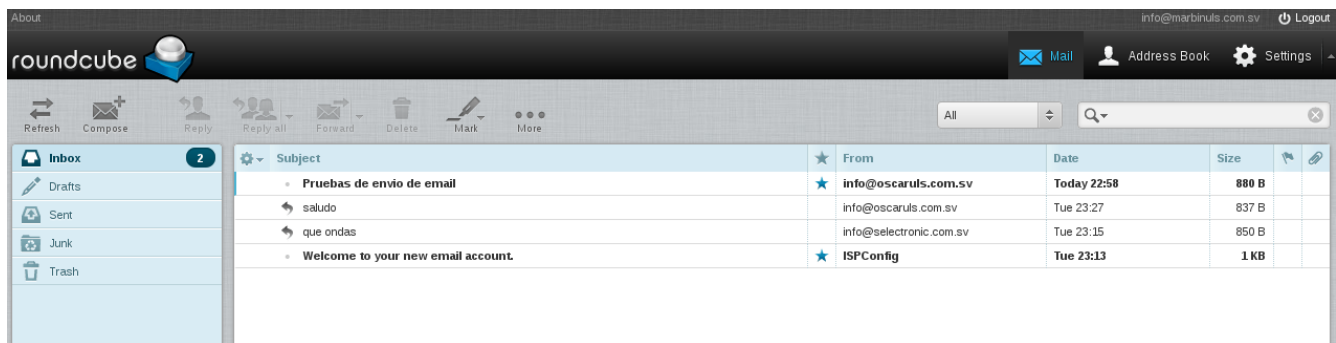 About info@marbinuls.com.sv Logout
roundcube Mail Address Book Settings
Refresh Compose Reply Reply all Forward Delete Mark More All
Inbox 2 Subject From Date Size
Drafts Pruebas de envio de email info@oscaruls.com.sv Today 22:58 880 B
Sent saludo info@oscaruls.com.sv Tue 23:27 837 B
Junk que ondas info@selectronic.com.sv Tue 23:15 850 B
Trash Welcome to your new email account. ISPConfig Tue 23:13 1 KB